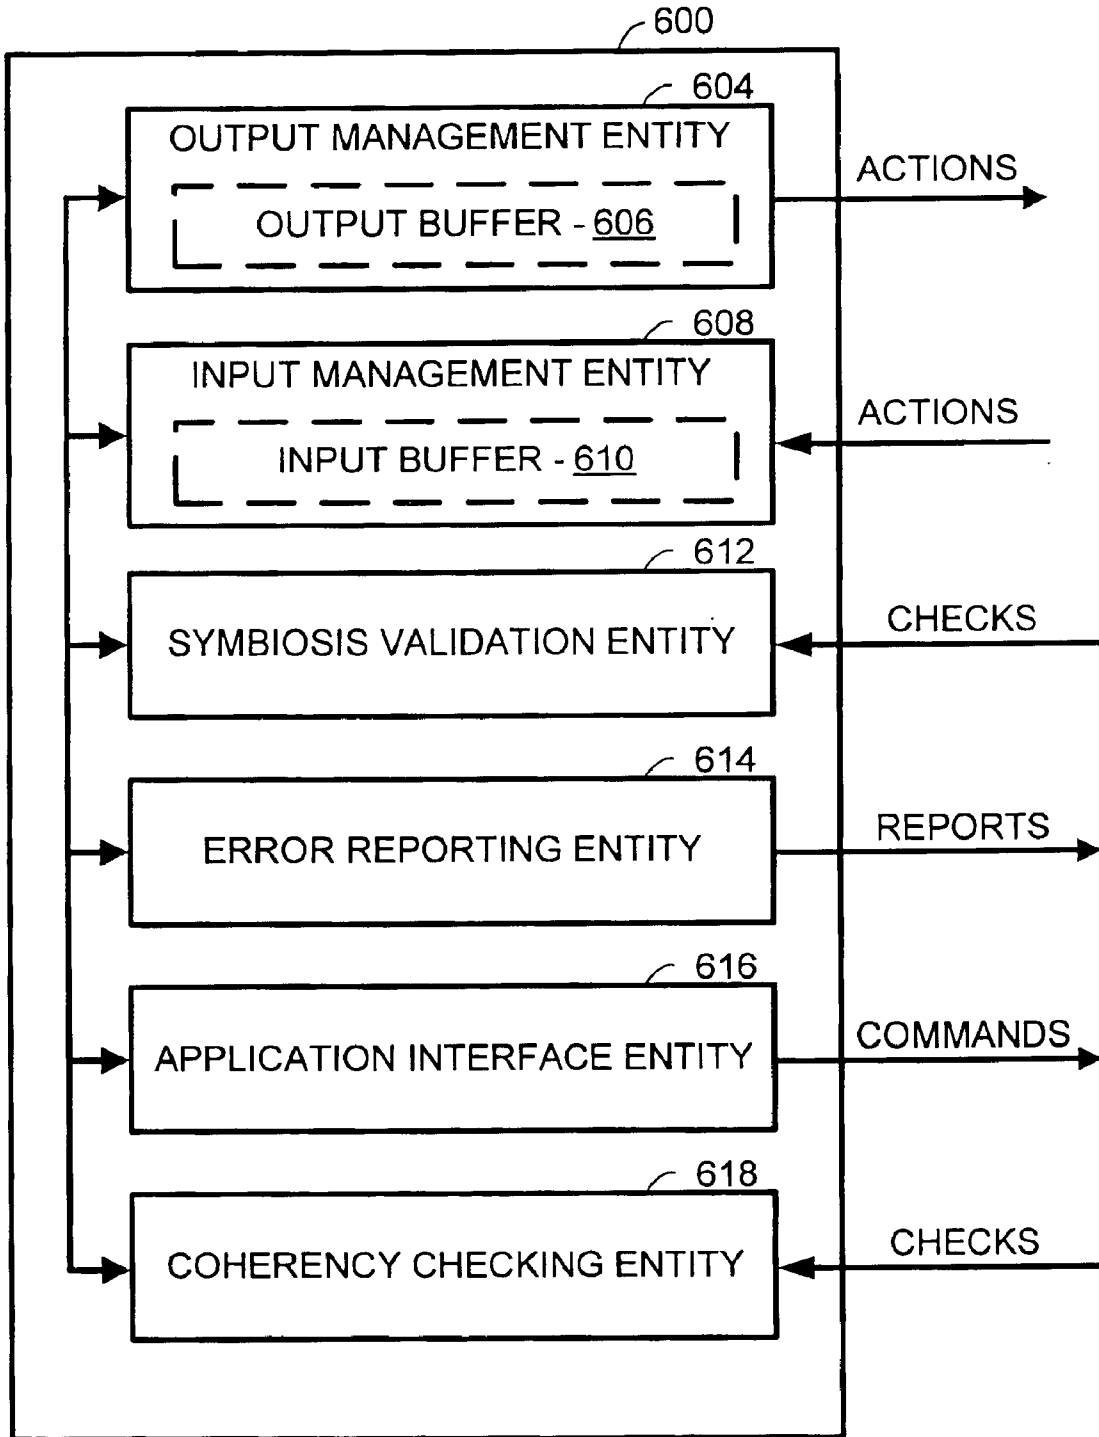 600
604
OUTPUT MANAGEMENT ENTITY
ACTIONS
OUTPUT BUFFER - 606
608
INPUT MANAGEMENT ENTITY
ACTIONS
INPUT BUFFER - 610
612
CHECKS
SYMBIOSIS VALIDATION ENTITY
614
REPORTS
ERROR REPORTING ENTITY
616
COMMANDS
APPLICATION INTERFACE ENTITY
618
CHECKS
COHERENCY CHECKING ENTITY